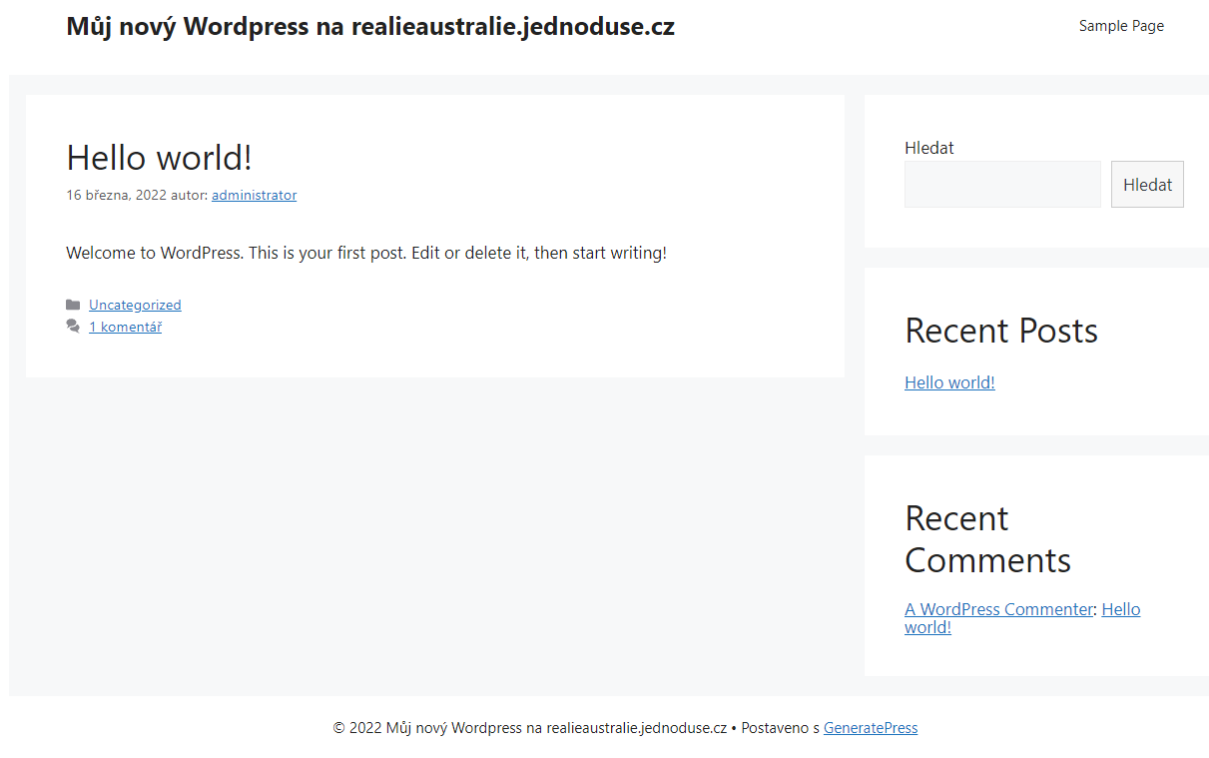 Můj nový Wordpress na realieaustralie.jednoduse.cz
Sample Page
Hello world!
16 března, 2022 autor: administrator
Welcome to WordPress. This is your first post. Edit or delete it, then start writing!
Uncategorized
1 komentář
Hledat
Hledat
Recent Posts
Hello world!
Recent
Comments
A WordPress Commenter: Hello
world!
© 2022 Můj nový Wordpress na realieaustralie.jednoduse.cz • Postaveno s GeneratePress